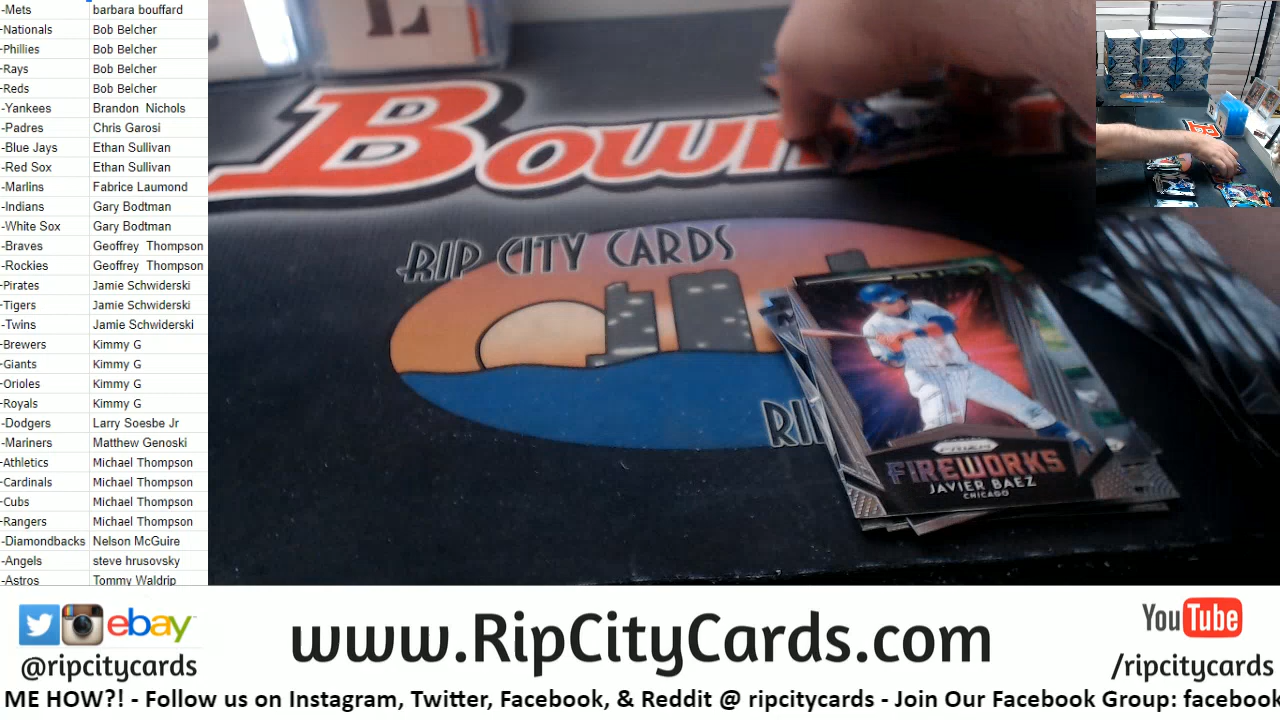 -Mets barbara bouffard
-Nationals Bob Belcher
-Phillies Bob Belcher
-Rays Bob Belcher
-Reds Bob Belcher
-Yankees Brandon Nichols
-Padres Chris Garosi
-Blue Jays Ethan Sullivan
-Red Sox Ethan Sullivan
-Marlins Fabrice Laumond
-Indians Gary Bodtman
-White Sox Gary Bodtman
-Braves Geoffrey Thompson
-Rockies Geoffrey Thompson
-Pirates Jamie Schwiderski
-Tigers Jamie Schwiderski
-Twins Jamie Schwiderski
-Brewers Kimmy G
-Giants Kimmy G
-Orioles Kimmy G
-Royals Kimmy G
-Dodgers Larry Soesbe Jr
-Mariners Matthew Genoski
-Athletics Michael Thompson
-Cardinals Michael Thompson
-Cubs Michael Thompson
-Rangers Michael Thompson
-Diamondbacks Nelson McGuire
-Angels steve hrusovsky
-Astros Tommy Waldrip
Bown
RIP CITY CARDS
RI
PRIZM
FIREWORKS
JAVIER BAEZ
CHICAGO
ebay
@ripcitycards
www.RipCityCards.com
YouTube
/ripcitycards
ME HOW?! - Follow us on Instagram, Twitter, Facebook, & Reddit @ ripcitycards - Join Our Facebook Group: facebook